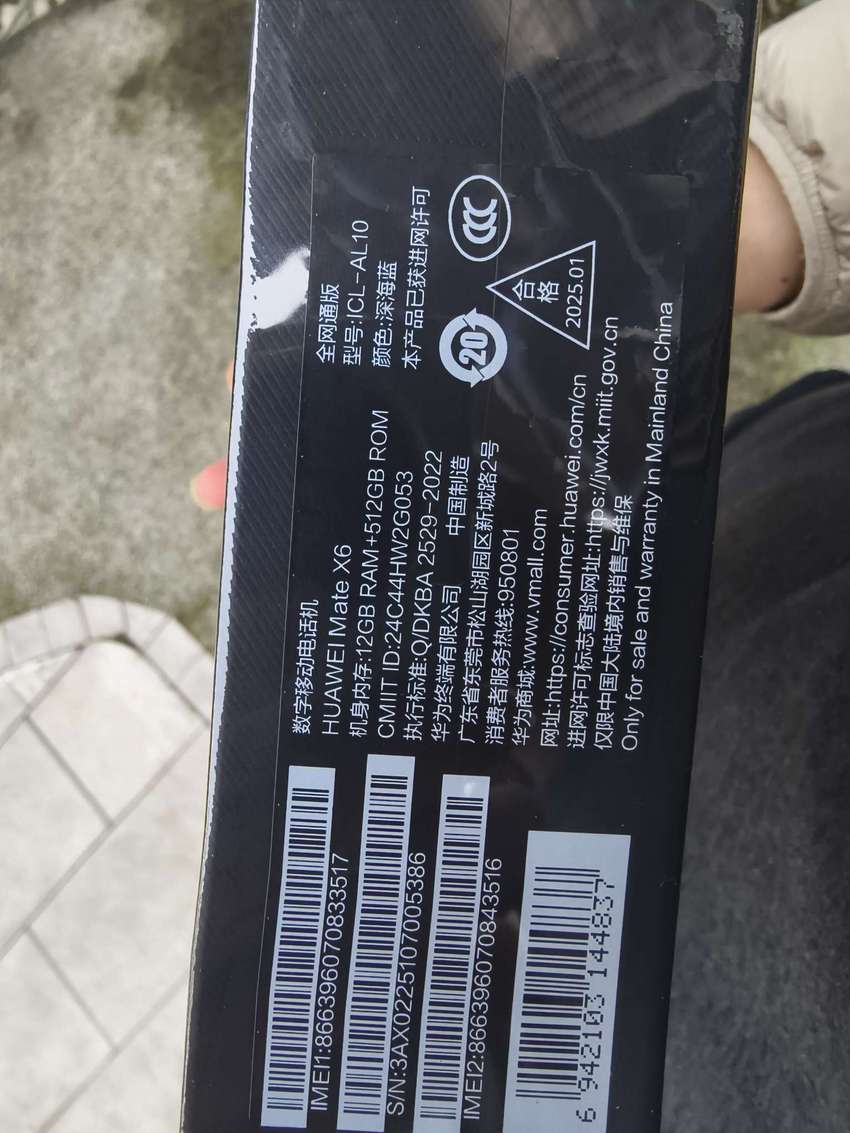 数字移动电话机
HUAWEI Mate X6
机身内存:12GB RAM+512GB ROM
CMIIT ID:24C44HW2G053
执行标准:Q/DKBA 2529-2022
华为终端有限公司 中国制造
广东省东莞市松山湖园区新城路2号
消费者服务热线:950801
华为商城:www.vmall.com
网址:https://consumer.huawei.com/cn
进网许可标志查验网址:https://jwxk.miit.gov.cn
仅限中国大陆境内销售与维保
Only for sale and warranty in Mainland China
全网通版
型号:ICL-AL10
颜色:深海蓝
本产品已获进网许可
CCC
20
合格
2025.01
IMEI1:866396070833517
S/N:3AX0225107005386
IMEI2:866396070843516
6 942103 144837